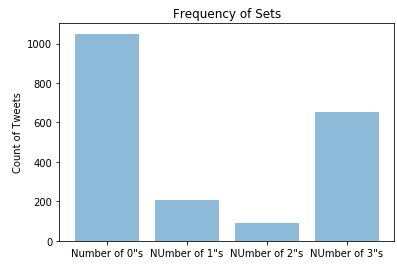 Frequency of Sets
Count of Tweets
1000
800
600
400
200
0
Number of 0"s NUmber of 1"s NUmber of 2"s NUmber of 3"s